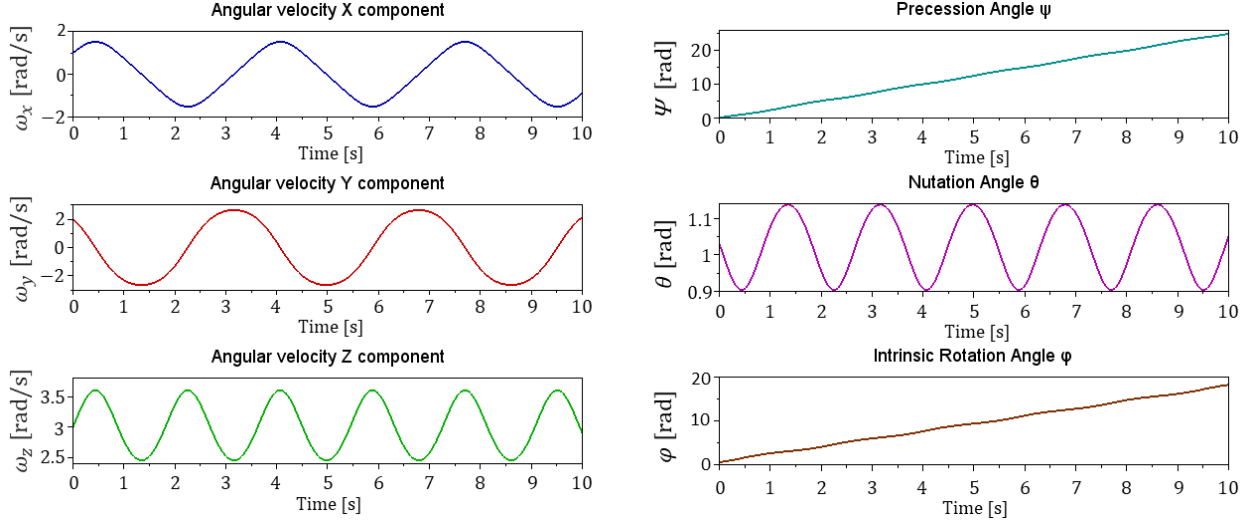 Angular velocity X component
ω_x [rad/s]
2
0
−2
0 1 2 3 4 5 6 7 8 9 10
Time [s]
Angular velocity Y component
ω_y [rad/s]
2
0
−2
0 1 2 3 4 5 6 7 8 9 10
Time [s]
Angular velocity Z component
ω_z [rad/s]
3.5
3
2.5
0 1 2 3 4 5 6 7 8 9 10
Time [s]
Precession Angle ψ
Ψ [rad]
20
10
0
0 1 2 3 4 5 6 7 8 9 10
Time [s]
Nutation Angle θ
θ [rad]
1.1
1
0.9
0 1 2 3 4 5 6 7 8 9 10
Time [s]
Intrinsic Rotation Angle φ
φ [rad]
20
10
0
0 1 2 3 4 5 6 7 8 9 10
Time [s]